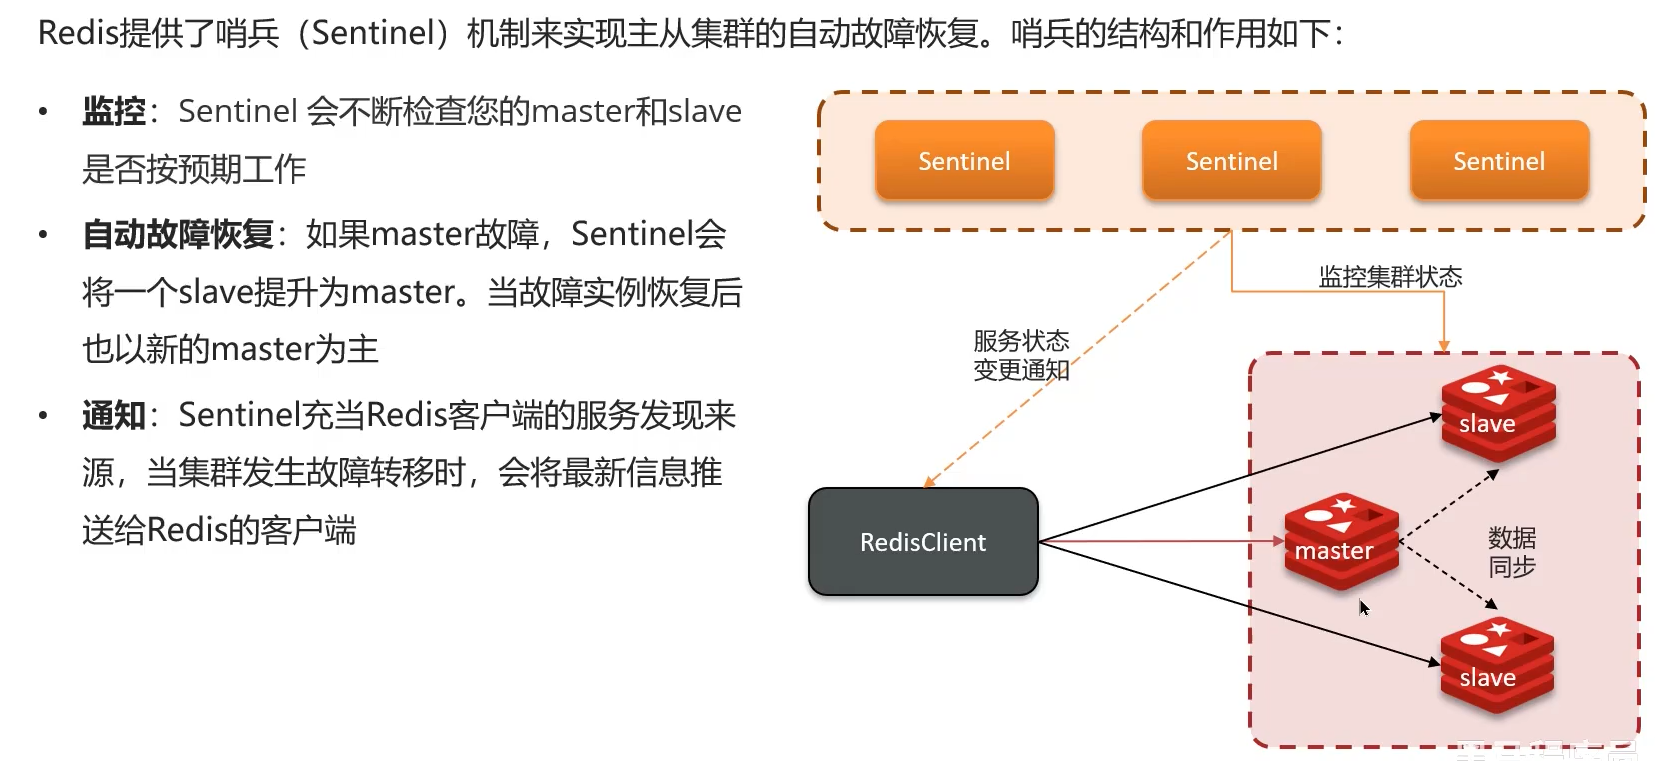 Redis提供了哨兵（Sentinel）机制来实现主从集群的自动故障恢复。哨兵的结构和作用如下：
• 监控：Sentinel 会不断检查您的master和slave
是否按预期工作
• 自动故障恢复：如果master故障，Sentinel会
将一个slave提升为master。当故障实例恢复后
也以新的master为主
• 通知：Sentinel充当Redis客户端的服务发现来
源，当集群发生故障转移时，会将最新信息推
送给Redis的客户端
Sentinel
Sentinel
Sentinel
监控集群状态
服务状态
变更通知
slave
RedisClient
master
数据
同步
slave